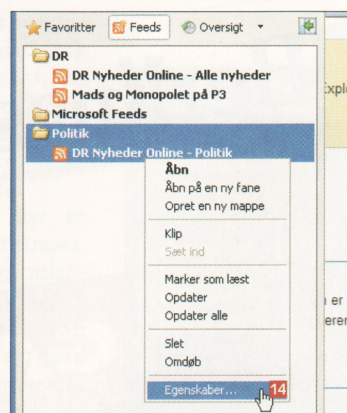 Favoritter Feeds Oversigt
DR
DR Nyheder Online - Alle nyheder
Mads og Monopolet på P3
Microsoft Feeds
Politik
DR Nyheder Online - Politik
Åbn
Åbn på en ny fane
Opret en ny mappe
Klip
Sæt ind
Marker som læst
Opdater
Opdater alle
Slet
Omdøb
Egenskaber... 14